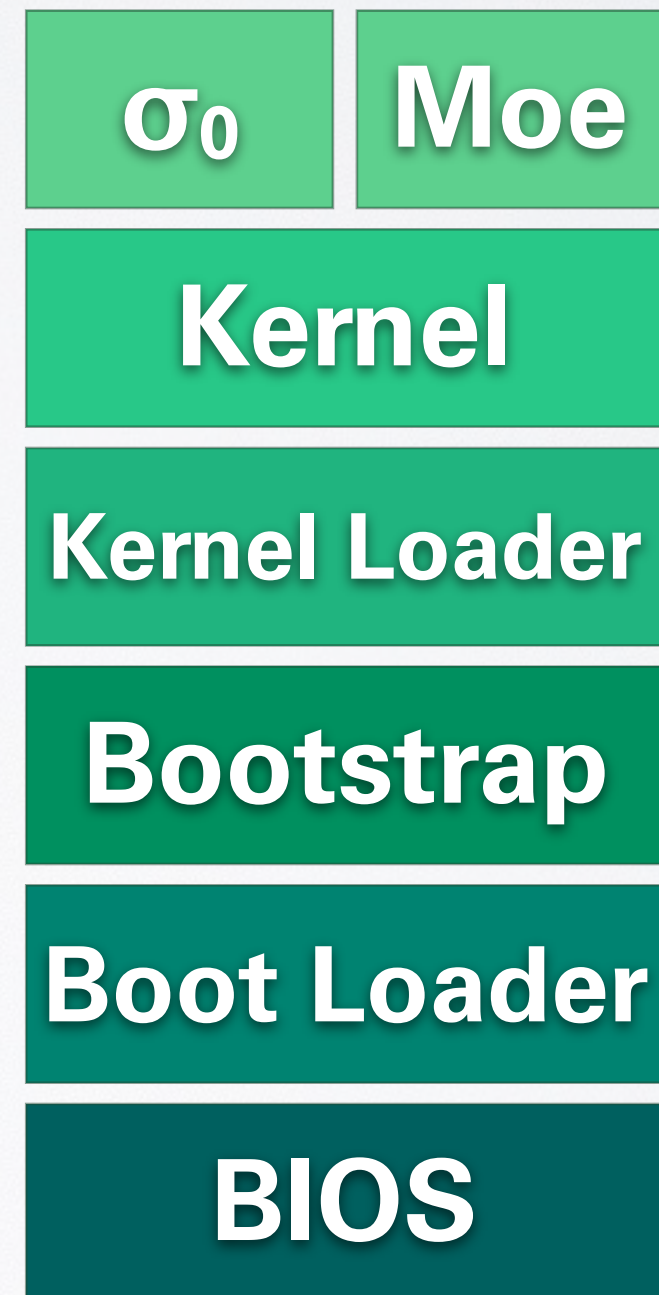 σ₀ Moe
Kernel
Kernel Loader
Bootstrap
Boot Loader
BIOS